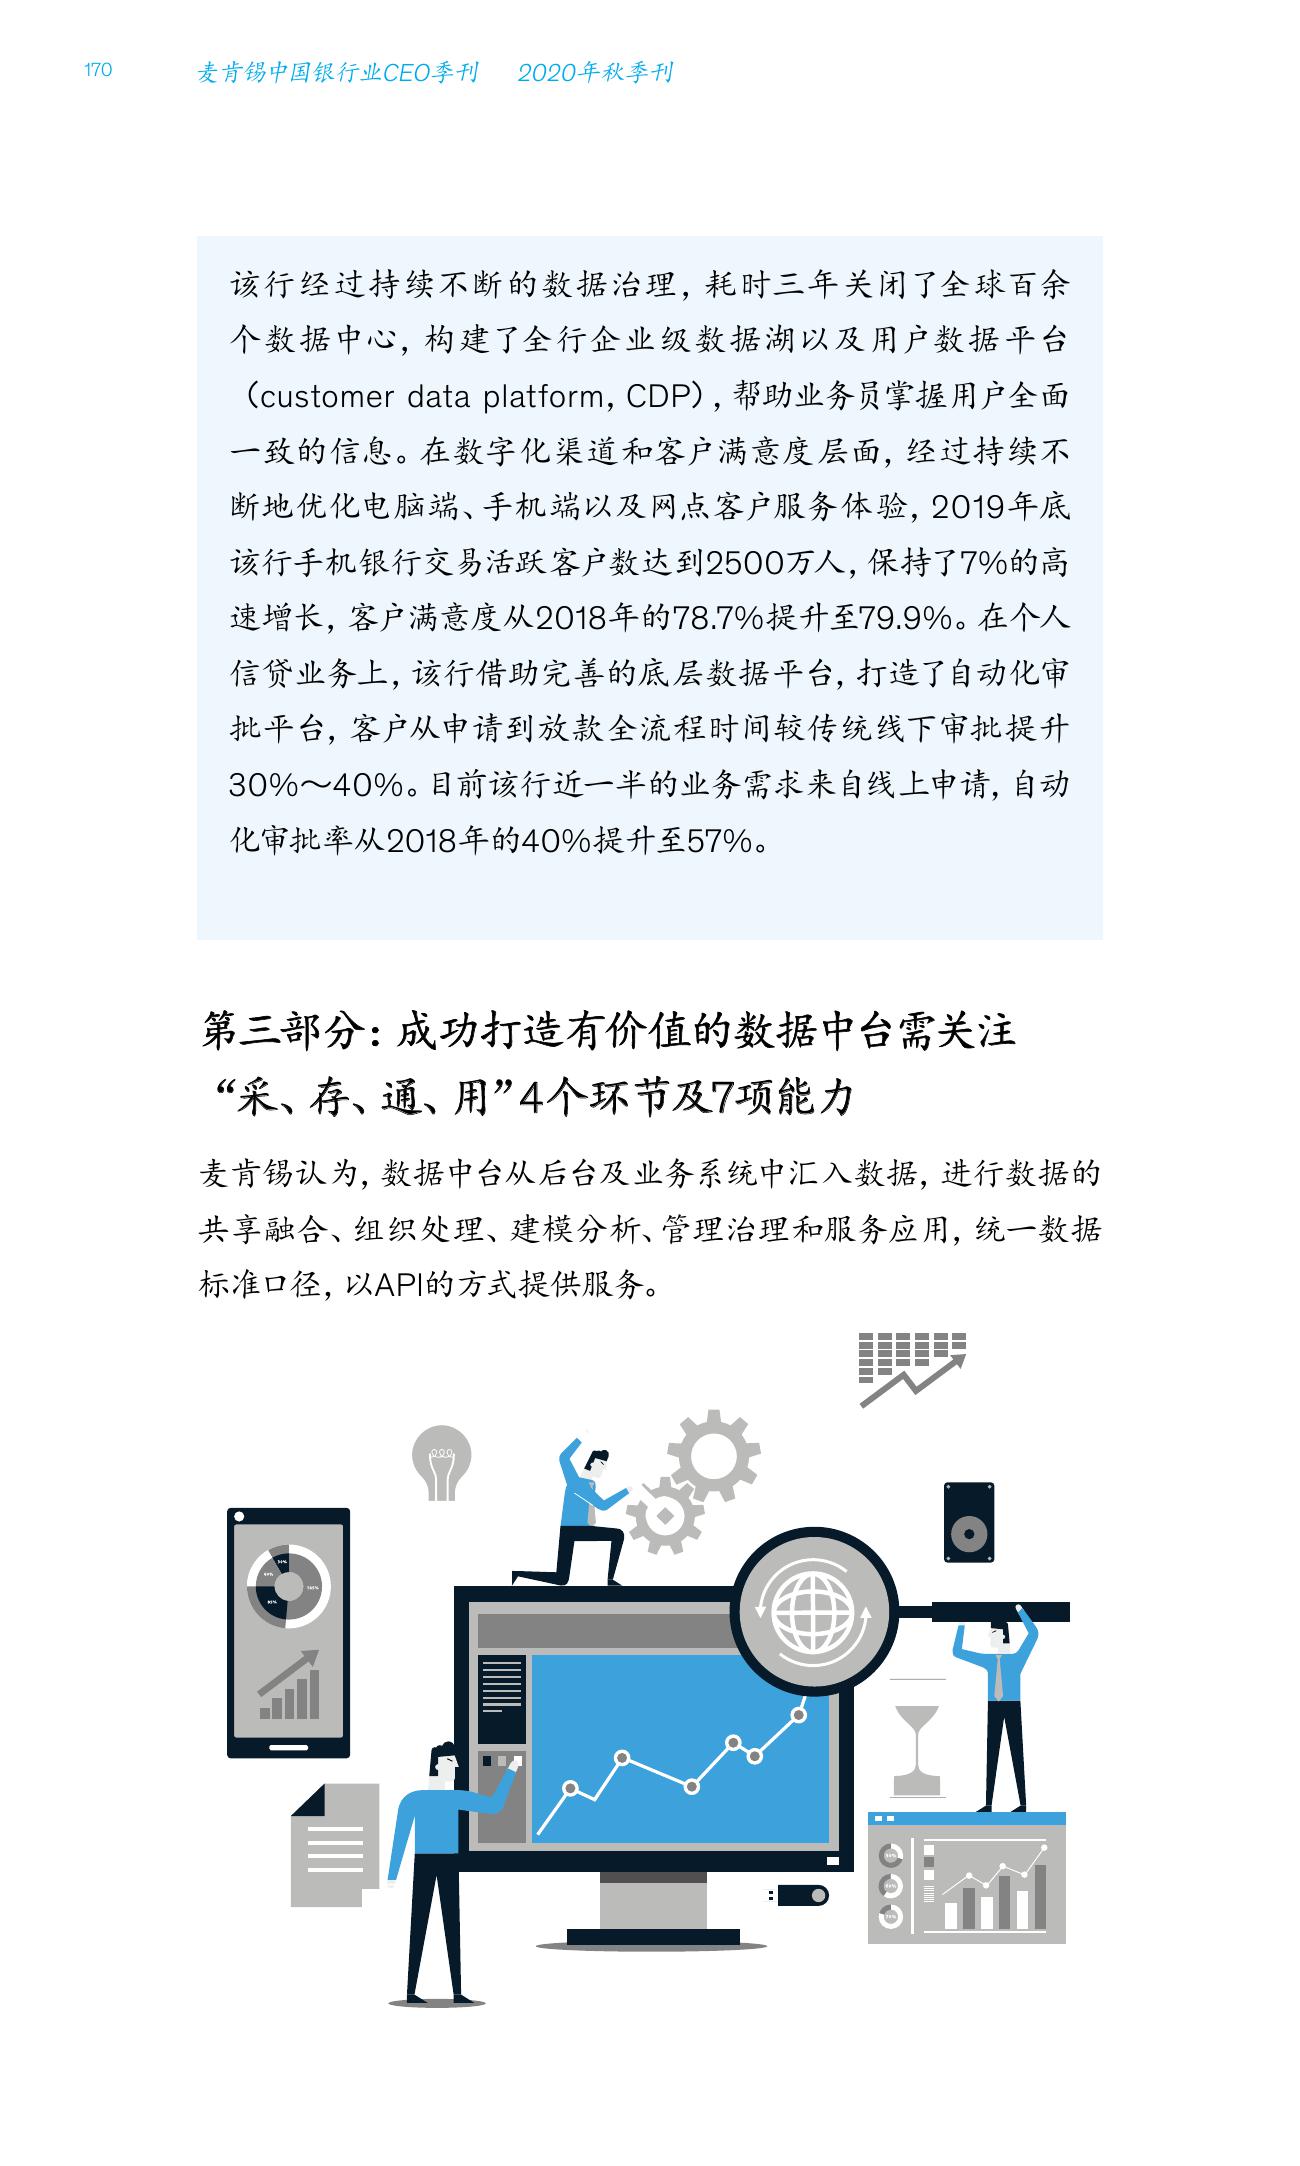 170
麦肯锡中国银行业CEO季刊 2020年秋季刊
该行经过持续不断的数据治理，耗时三年关闭了全球百余
个数据中心，构建了全行企业级数据湖以及用户数据平台
（customer data platform，CDP），帮助业务员掌握用户全面
一致的信息。在数字化渠道和客户满意度层面，经过持续不
断地优化电脑端、手机端以及网点客户服务体验，2019年底
该行手机银行交易活跃客户数达到2500万人，保持了7%的高
速增长，客户满意度从2018年的78.7%提升至79.9%。在个人
信贷业务上，该行借助完善的底层数据平台，打造了自动化审
批平台，客户从申请到放款全流程时间较传统线下审批提升
30%～40%。目前该行近一半的业务需求来自线上申请，自动
化审批率从2018年的40%提升至57%。
第三部分：成功打造有价值的数据中台需关注
“采、存、通、用”4个环节及7项能力
麦肯锡认为，数据中台从后台及业务系统中汇入数据，进行数据的
共享融合、组织处理、建模分析、管理治理和服务应用，统一数据
标准口径，以API的方式提供服务。